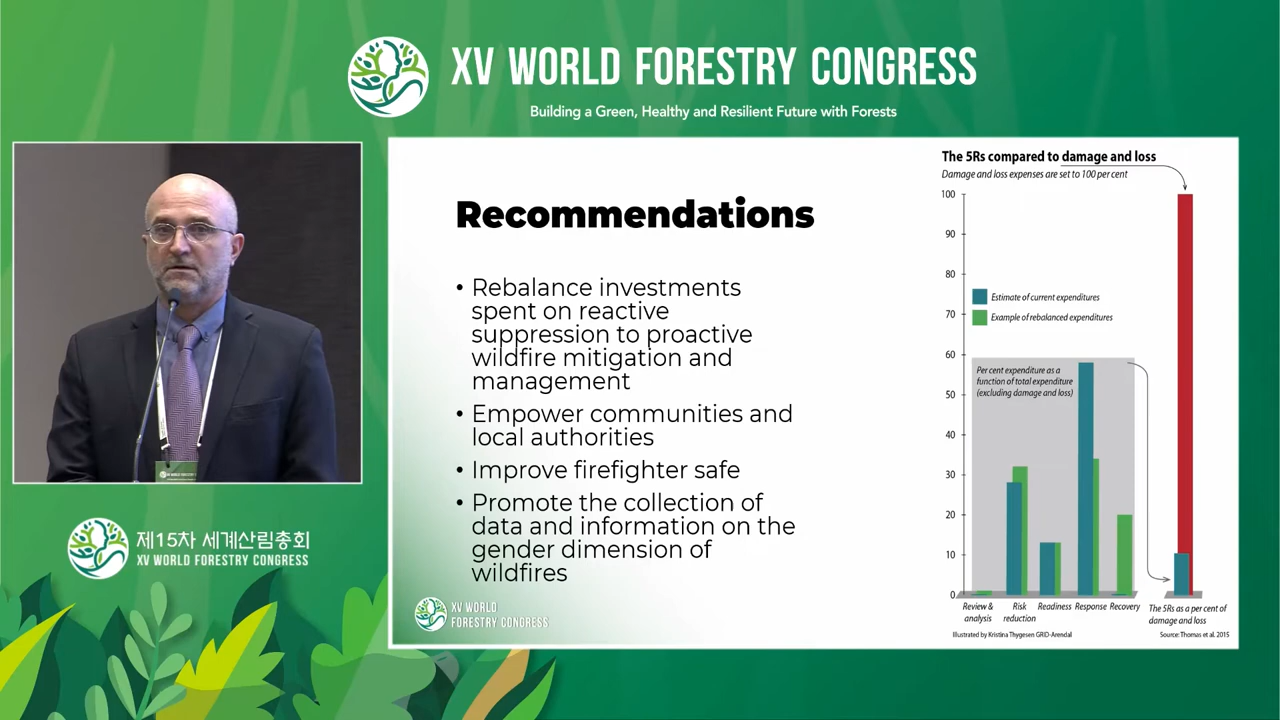 XV WORLD FORESTRY CONGRESS
Building a Green, Healthy and Resilient Future with Forests
Recommendations
• Rebalance investments
spent on reactive
suppression to proactive
wildfire mitigation and
management
• Empower communities and
local authorities
• Improve firefighter safe
• Promote the collection of
data and information on the
gender dimension of
wildfires
XV WORLD
FORESTRY CONGRESS
The 5Rs compared to damage and loss
Damage and loss expenses are set to 100 per cent
100
90
80
70
60
50
40
30
20
10
0
Estimate of current expenditures
Example of rebalanced expenditures
Per cent expenditure as a
function of total expenditure
(excluding damage and loss)
Review &
analysis
Risk
reduction
Readiness
Response
Recovery
The 5Rs as a per cent of
damage and loss
Illustrated by Kristina Thygesen GRID-Arendal
Source: Thomas et al. 2015
제15차 세계산림총회
XV WORLD FORESTRY CONGRESS